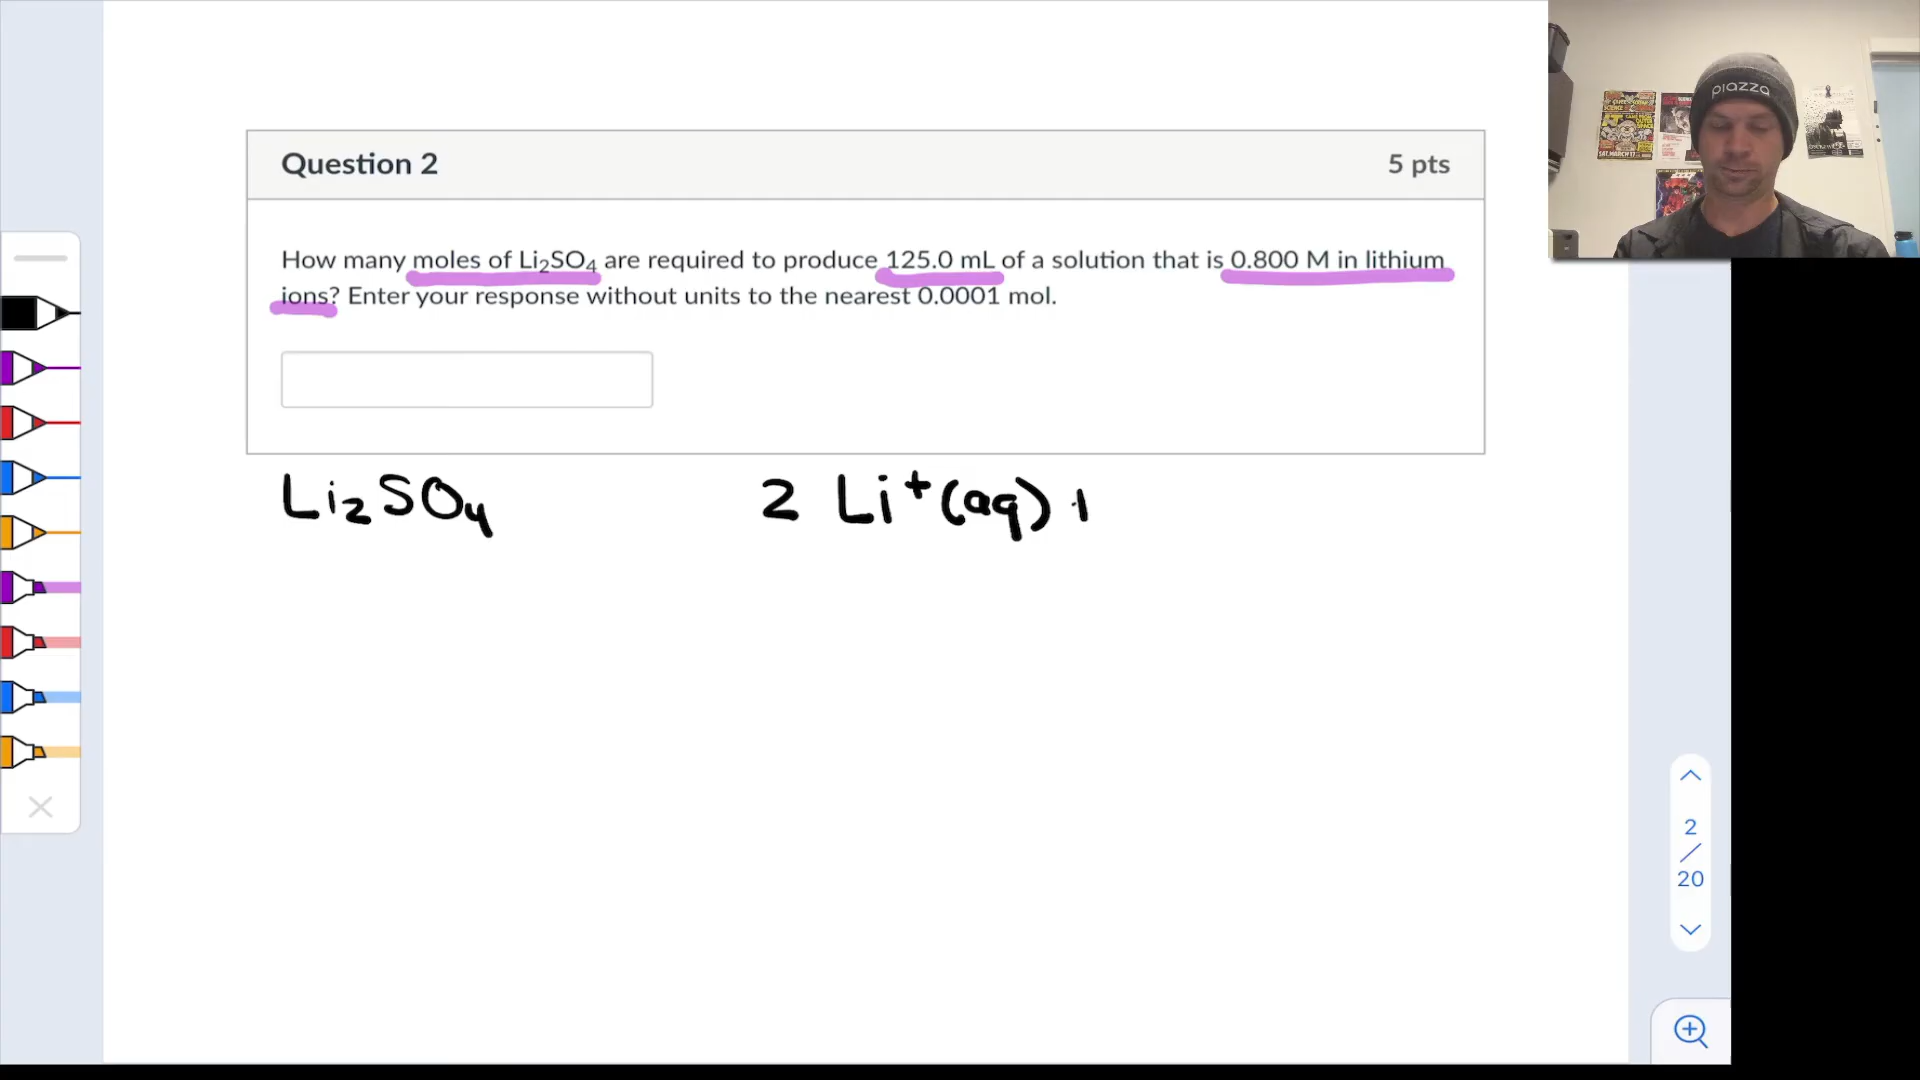 piazza
Question 2
5 pts
How many moles of Li₂SO₄ are required to produce 125.0 mL of a solution that is 0.800 M in lithium
ions? Enter your response without units to the nearest 0.0001 mol.
Li₂SO₄ 2 Li⁺(aq) +
2
/
20